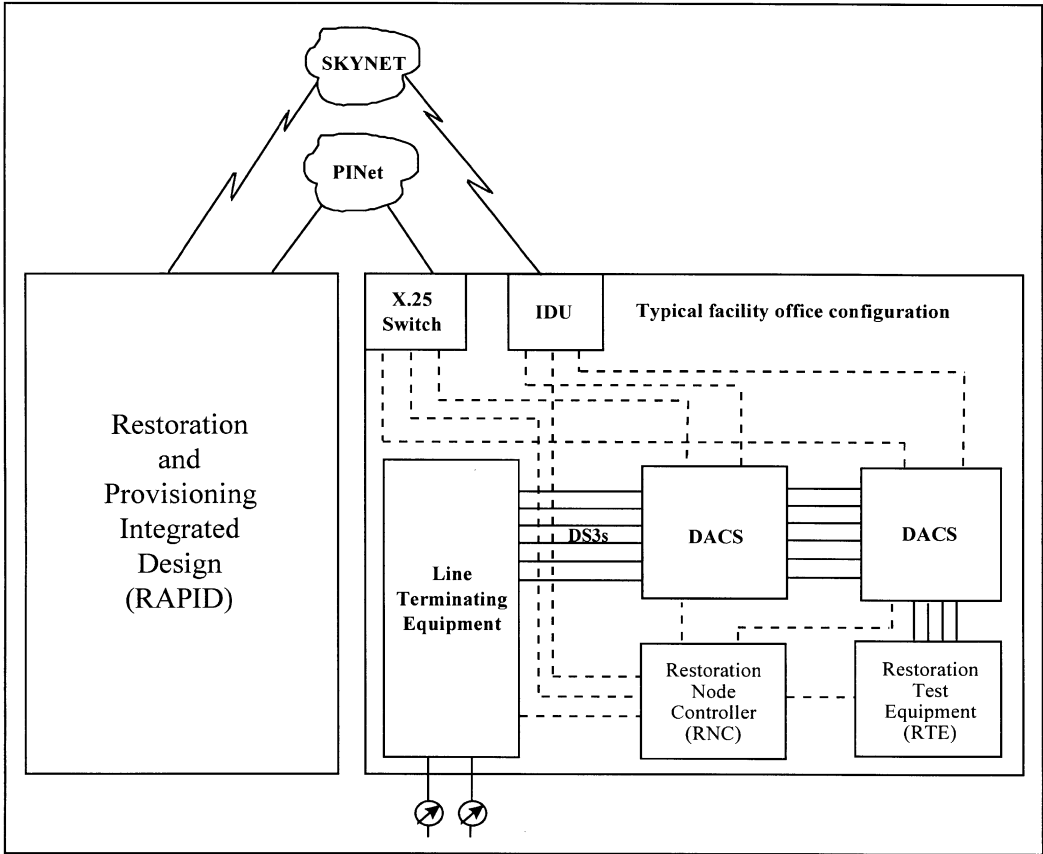 SKYNET
PINet
X.25
Switch
IDU
Typical facility office configuration
Restoration
and
Provisioning
Integrated
Design
(RAPID)
Line
Terminating
Equipment
DS3s
DACS
DACS
Restoration
Node
Controller
(RNC)
Restoration
Test
Equipment
(RTE)